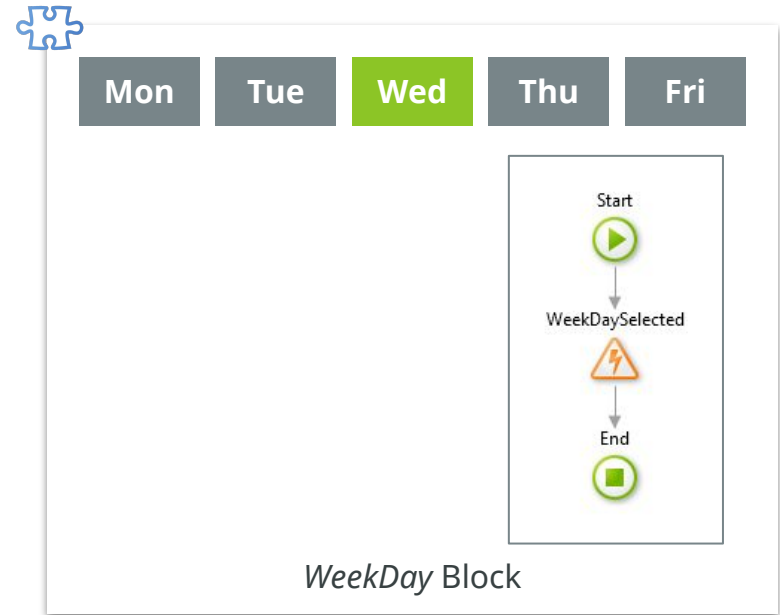 Mon Tue Wed Thu Fri
Start
WeekDaySelected
End
WeekDay Block